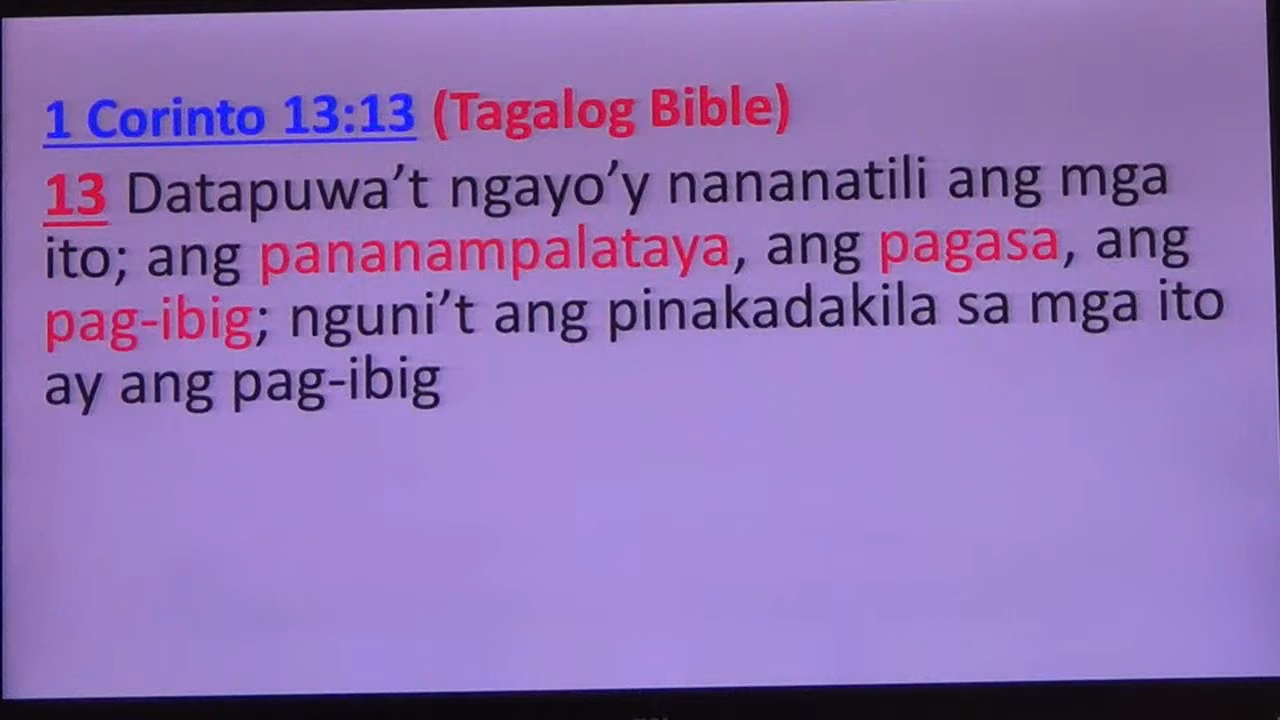 1 Corinto 13:13 (Tagalog Bible)
13 Datapuwa’t ngayo’y nananatili ang mga
ito; ang pananampalataya, ang pagasa, ang
pag-ibig; nguni’t ang pinakadakila sa mga ito
ay ang pag-ibig